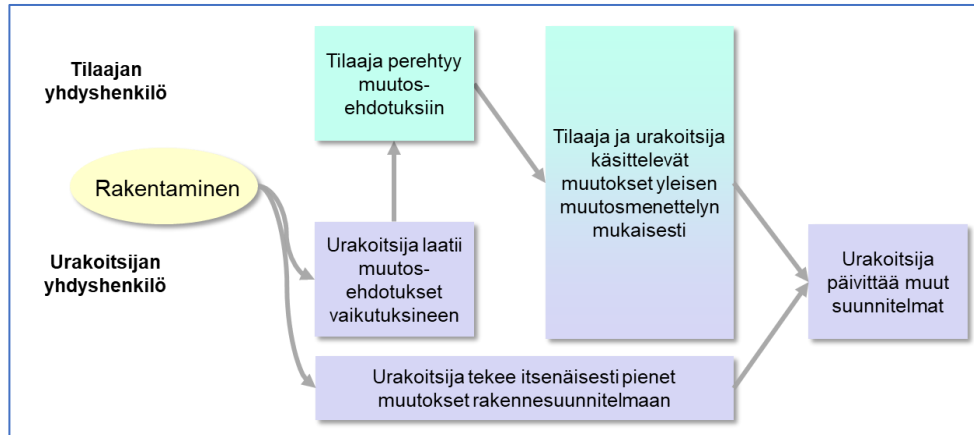 Tilaajan
yhdyshenkilö
Tilaaja perehtyy
muutos-
ehdotuksiin
Tilaaja ja urakoitsija
käsittelevät
muutokset yleisen
muutosmenettelyn
mukaisesti
Rakentaminen
Urakoitsijan
yhdyshenkilö
Urakoitsija laatii
muutos-
ehdotukset
vaikutuksineen
Urakoitsija
päivittää muut
suunnitelmat
Urakoitsija tekee itsenäisesti pienet
muutokset rakennesuunnitelmaan